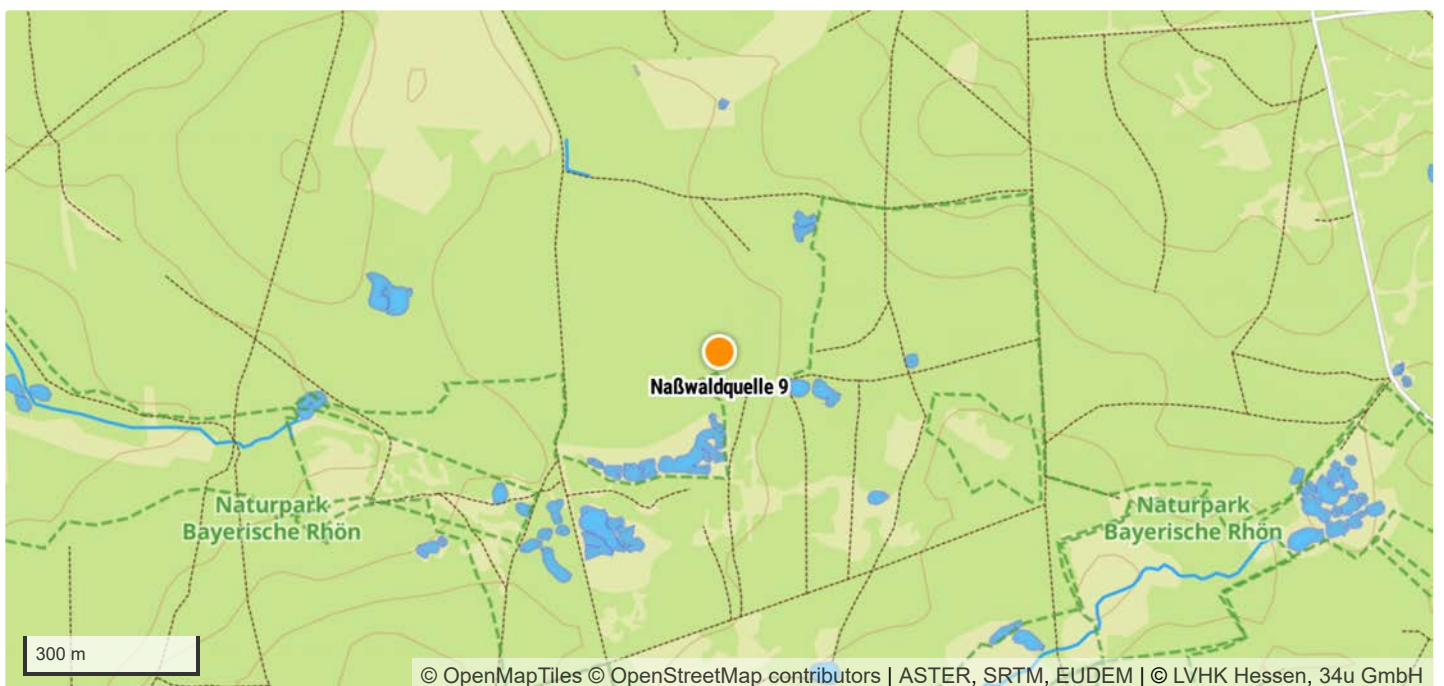 Naßwaldquelle 9
Naturpark
Bayerische Rhön
Naturpark
Bayerische Rhön
300 m
© OpenMapTiles © OpenStreetMap contributors | ASTER, SRTM, EUDEM | © LVHK Hessen, 34u GmbH